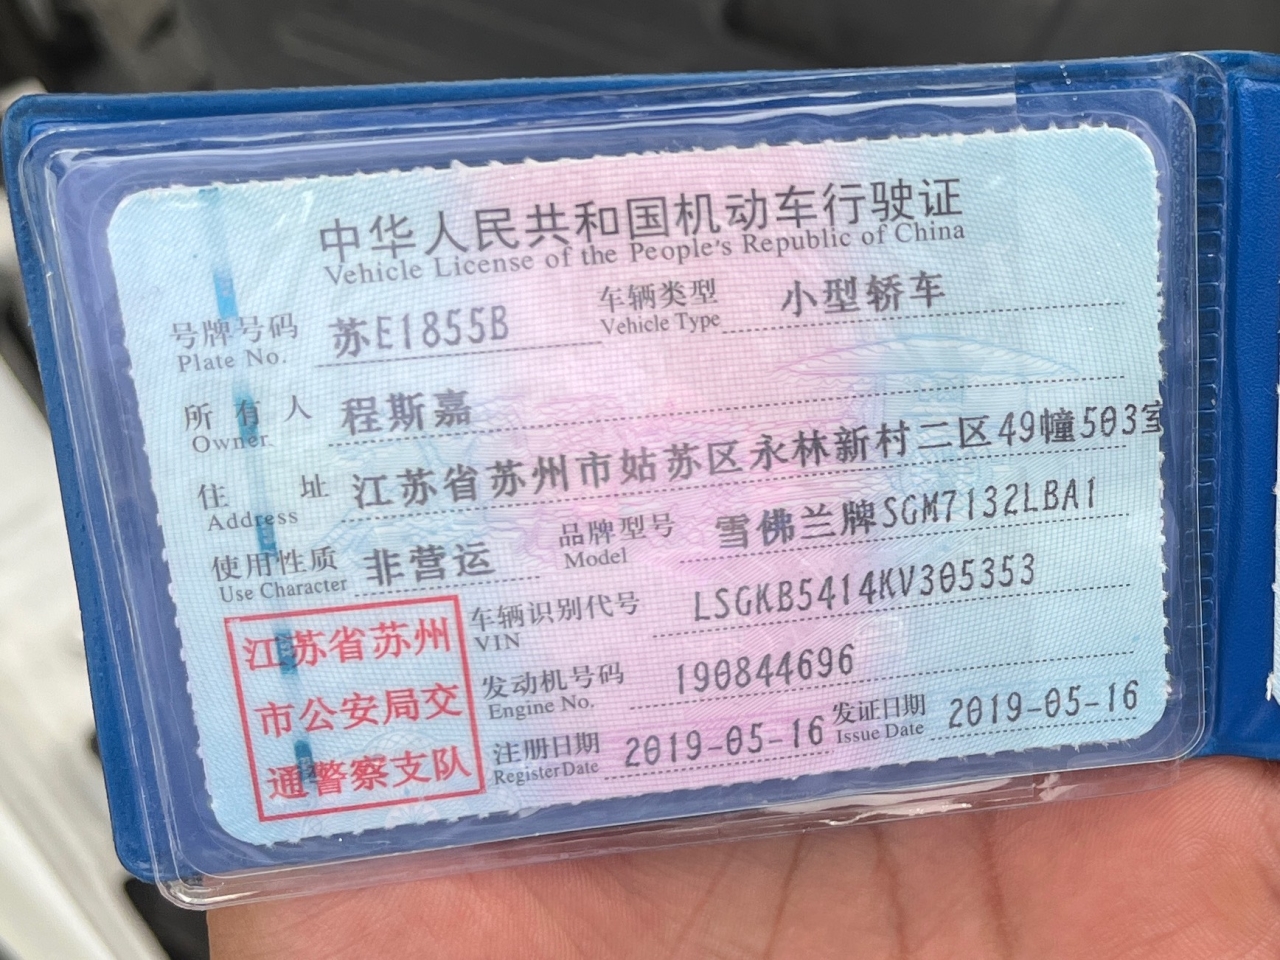 中华人民共和国机动车行驶证
Vehicle License of the People's Republic of China
号牌号码 苏E1855B 车辆类型 小型轿车
Plate No. Vehicle Type
所有人 程斯嘉
Owner
住址 江苏省苏州市姑苏区永林新村二区49幢503室
Address
使用性质 非营运 品牌型号 雪佛兰牌SGM7132LBA1
Use Character Model
江苏省苏州
市公安局交
通警察支队
车辆识别代号 LSGKB5414KV305353
VIN
发动机号码 190844696
Engine No.
注册日期 2019-05-16 发证日期 2019-05-16
Register Date Issue Date